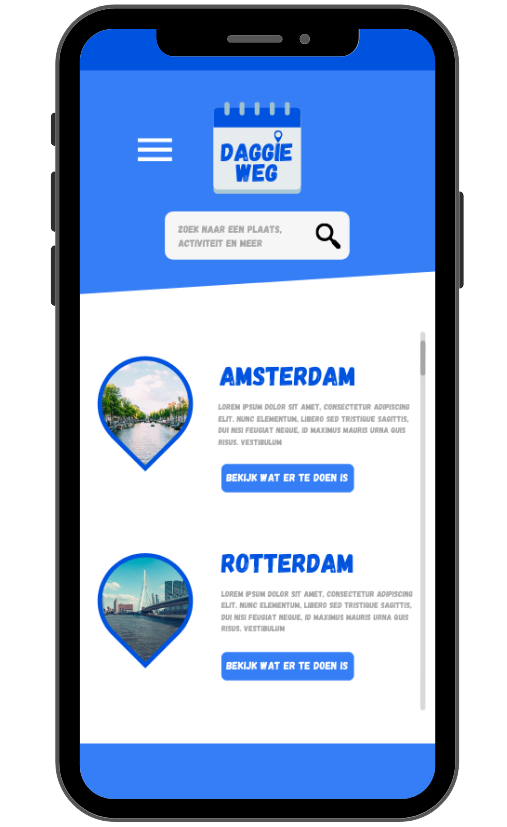 DAGGIE
WEG
ZOEK NAAR EEN PLAATS,
ACTIVITEIT EN MEER
AMSTERDAM
LOREM IPSUM DOLOR SIT AMET, CONSECTETUR ADIPISCING
ELIT. NUNC ELEMENTUM, LIBERO SED TRISTIQUE SAGITTIS,
DUI NISI FEUGIAT NEQUE, ID MAXIMUS MAURIS URNA QUIS
RISUS. VESTIBULUM
BEKIJK WAT ER TE DOEN IS
ROTTERDAM
LOREM IPSUM DOLOR SIT AMET, CONSECTETUR ADIPISCING
ELIT. NUNC ELEMENTUM, LIBERO SED TRISTIQUE SAGITTIS,
DUI NISI FEUGIAT NEQUE, ID MAXIMUS MAURIS URNA QUIS
RISUS. VESTIBULUM
BEKIJK WAT ER TE DOEN IS